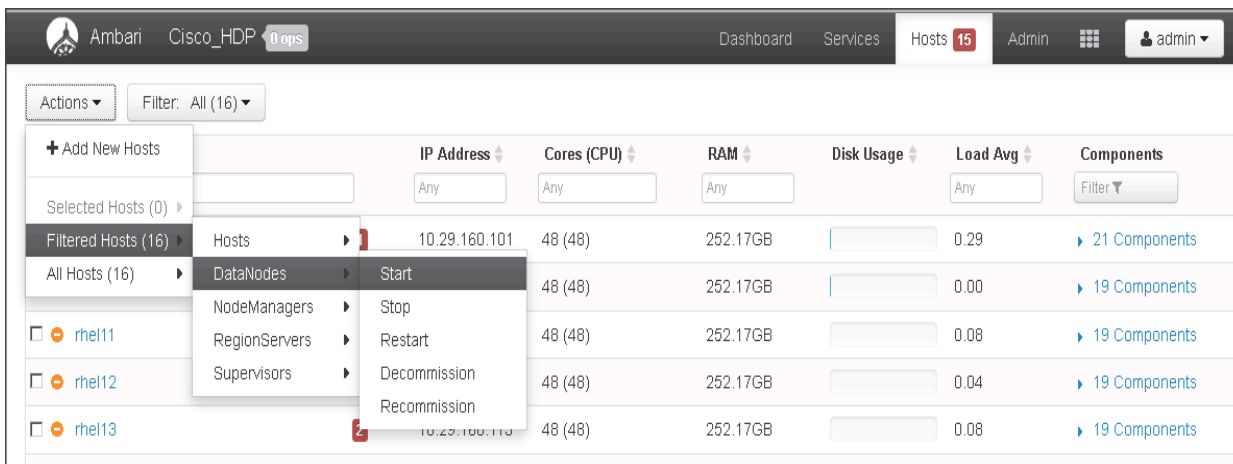 Ambari Cisco_HDP 0 ops Dashboard Services Hosts 15 Admin admin
Actions Filter: All (16)
+ Add New Hosts
IP Address Cores (CPU) RAM Disk Usage Load Avg Components
Any Any Any Any Filter
Selected Hosts (0)
Filtered Hosts (16) Hosts 10.29.160.101 48 (48) 252.17GB 0.29 21 Components
All Hosts (16) DataNodes Start 48 (48) 252.17GB 0.00 19 Components
NodeManagers Stop
rhel11 RegionServers Restart 48 (48) 252.17GB 0.08 19 Components
rhel12 Supervisors Decommission 48 (48) 252.17GB 0.04 19 Components
Recommission
rhel13 2 48 (48) 252.17GB 0.08 19 Components